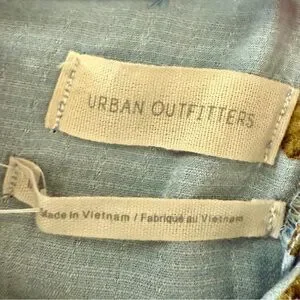 URBAN OUTFITTERS
Made in Vietnam / Fabriqué au Vietnam